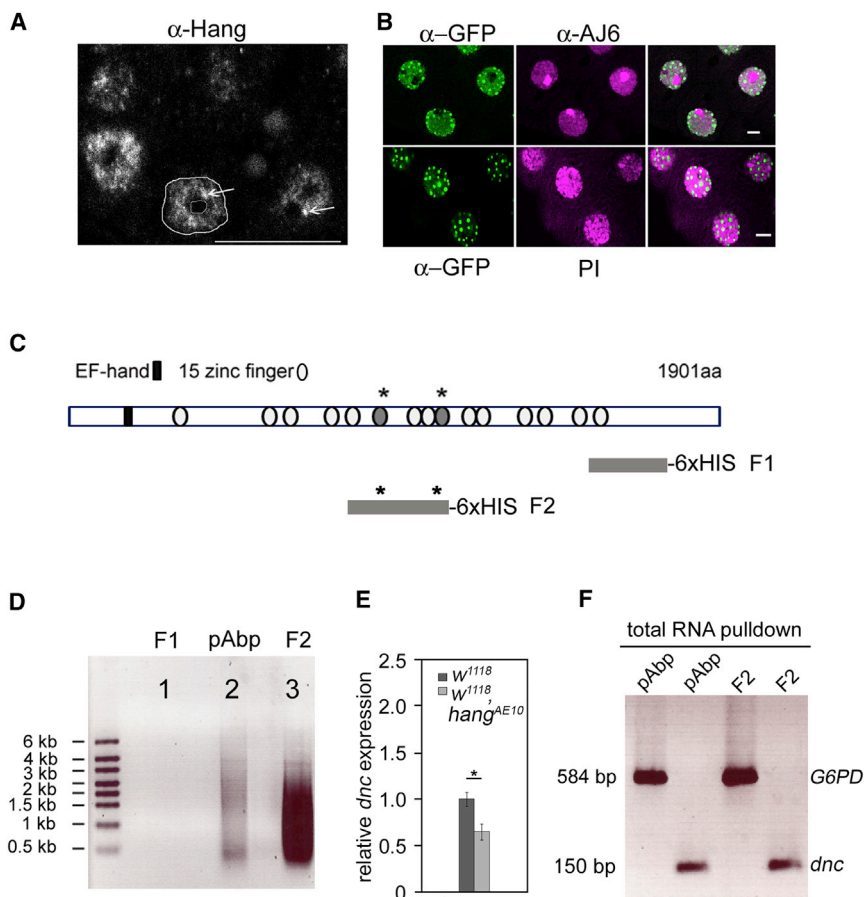 A
α-Hang
B
α–GFP α-AJ6
α–GFP PI
C
EF-hand 15 zinc finger 1901aa
* *
-6xHIS F1
* *
-6xHIS F2
D
F1 pAbp F2
1 2 3
6 kb
4 kb
3 kb
2 kb
1.5 kb
1 kb
0.5 kb
E
relative dnc expression
2.5
2.0
1.5
1.0
0.5
0
w1118
w1118,
hangAE10
*
F
total RNA pulldown
pAbp pAbp F2 F2
584 bp G6PD
150 bp dnc